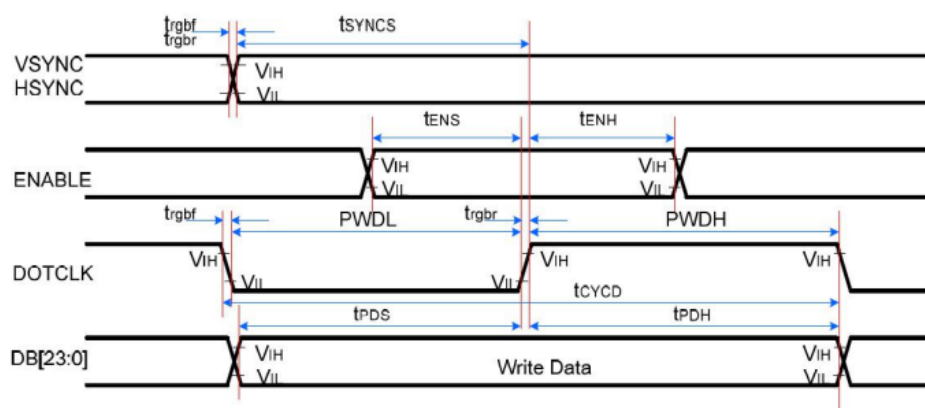 trgbf tSYNCS
trgbr
VSYNC VIH
HSYNC VIL
tENS tENH
VIH VIH
ENABLE
VIL VIL
trgbf PWDL trgbr PWDH
VIH VIH VIH
DOTCLK
VIL VIL
tCYCD
tPDS tPDH
DB[23:0] VIH Write Data VIH
VIL VIL